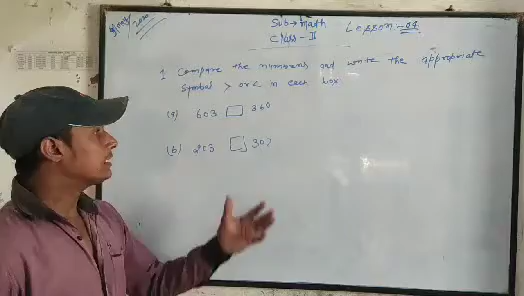 Sub→Math
Class-II
Lesson-04
1 Compare the numbers and write the appropriate
symbol > or < in each box
(a) 603 360
(b) 205 307